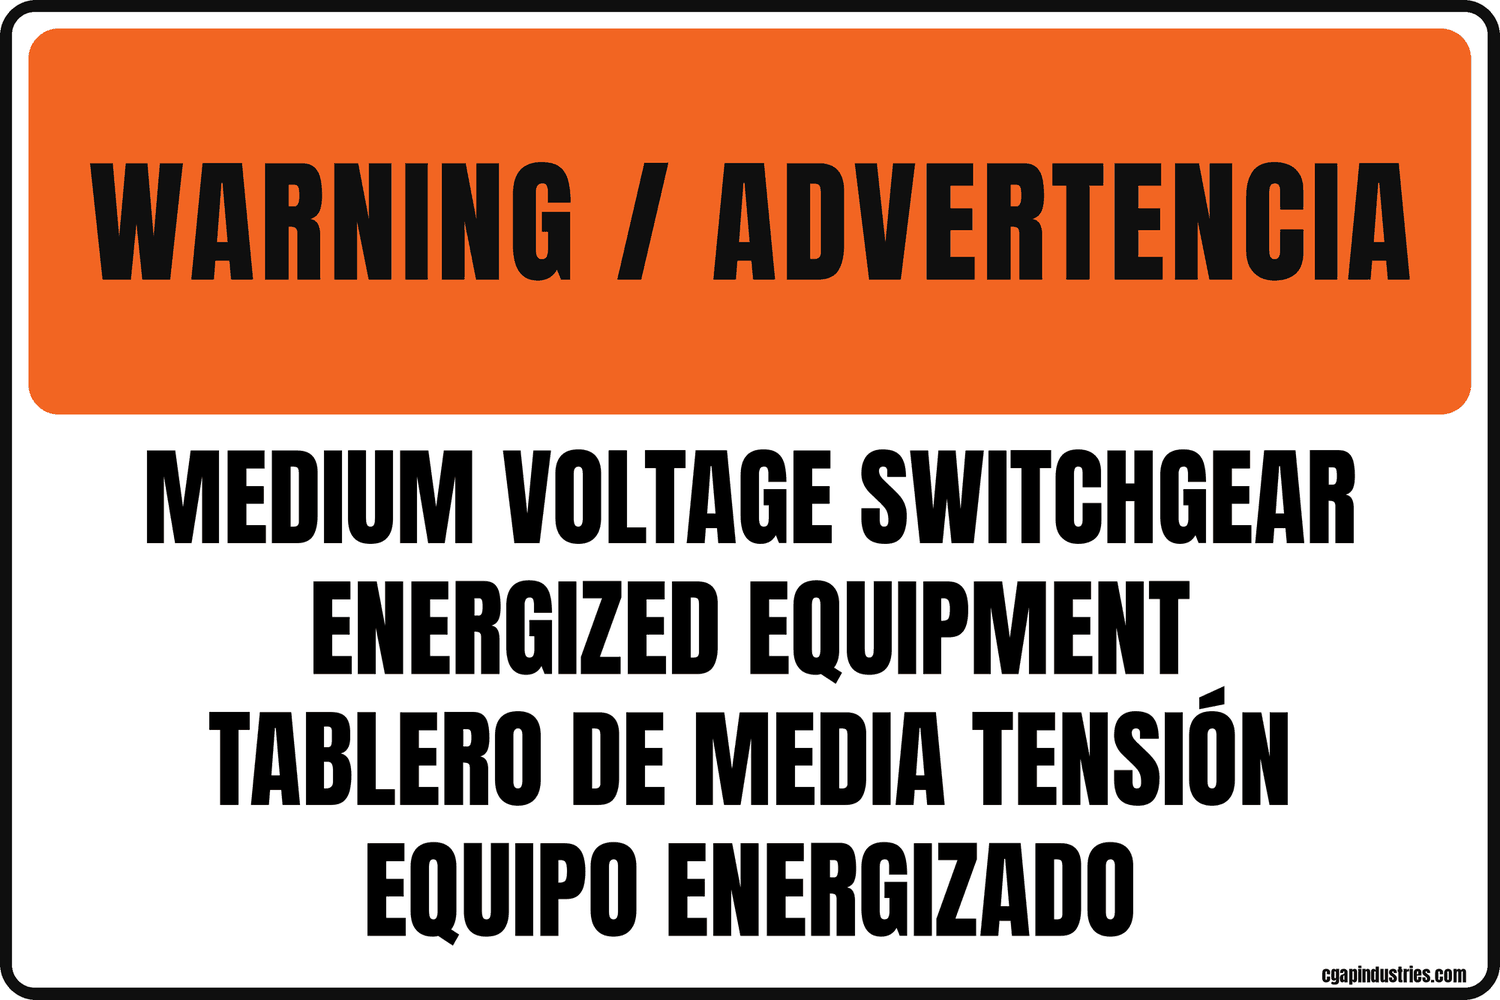 WARNING / ADVERTENCIA
MEDIUM VOLTAGE SWITCHGEAR
ENERGIZED EQUIPMENT
TABLERO DE MEDIA TENSIÓN
EQUIPO ENERGIZADO
cgapindustries.com